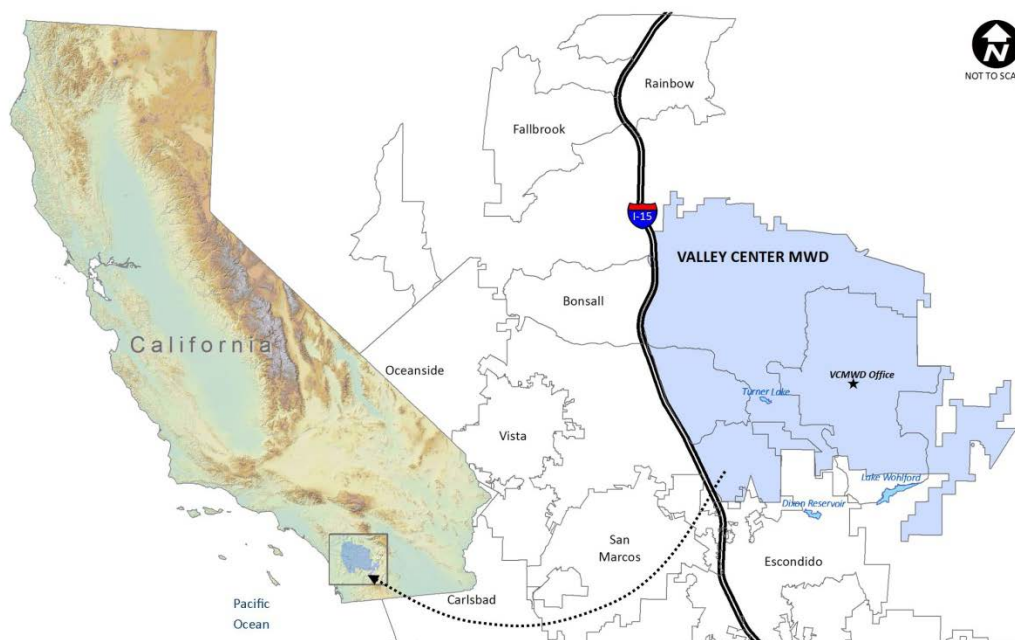 N
NOT TO SCA
Rainbow
Fallbrook
I-15
VALLEY CENTER MWD
Bonsall
California
Oceanside
VCMWD Office
Turner Lake
Vista
Lake Wohlford
Dixon Reservoir
San
Marcos
Escondido
Carlsbad
Pacific
Ocean